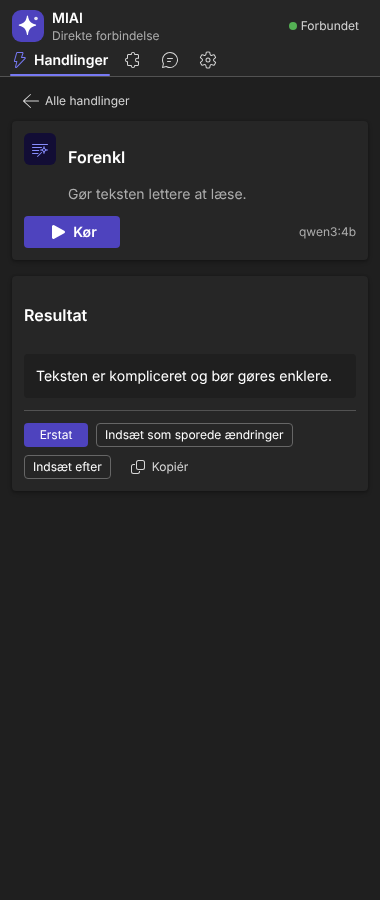 MIAI
Direkte forbindelse
Forbundet
Handlinger
Alle handlinger
Forenkl
Gør teksten lettere at læse.
Kør
qwen3:4b
Resultat
Teksten er kompliceret og bør gøres enklere.
Erstat
Indsæt som sporede ændringer
Indsæt efter
Kopiér